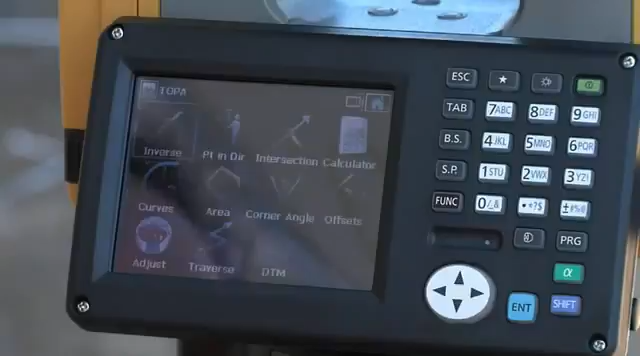 TOPA
Inverse Pt in Dir Intersection Calculator
Curves Area Corner Angle Offsets
Adjust Traverse DTM
ESC ★
TAB 7ABC 8DEF 9GHI
B.S. 4JKL 5MNO 6PQR
S.P. 1STU 2VWX 3YZ!
FUNC 0/_& •*?$ ±#%@
PRG
α
ENT SHIFT